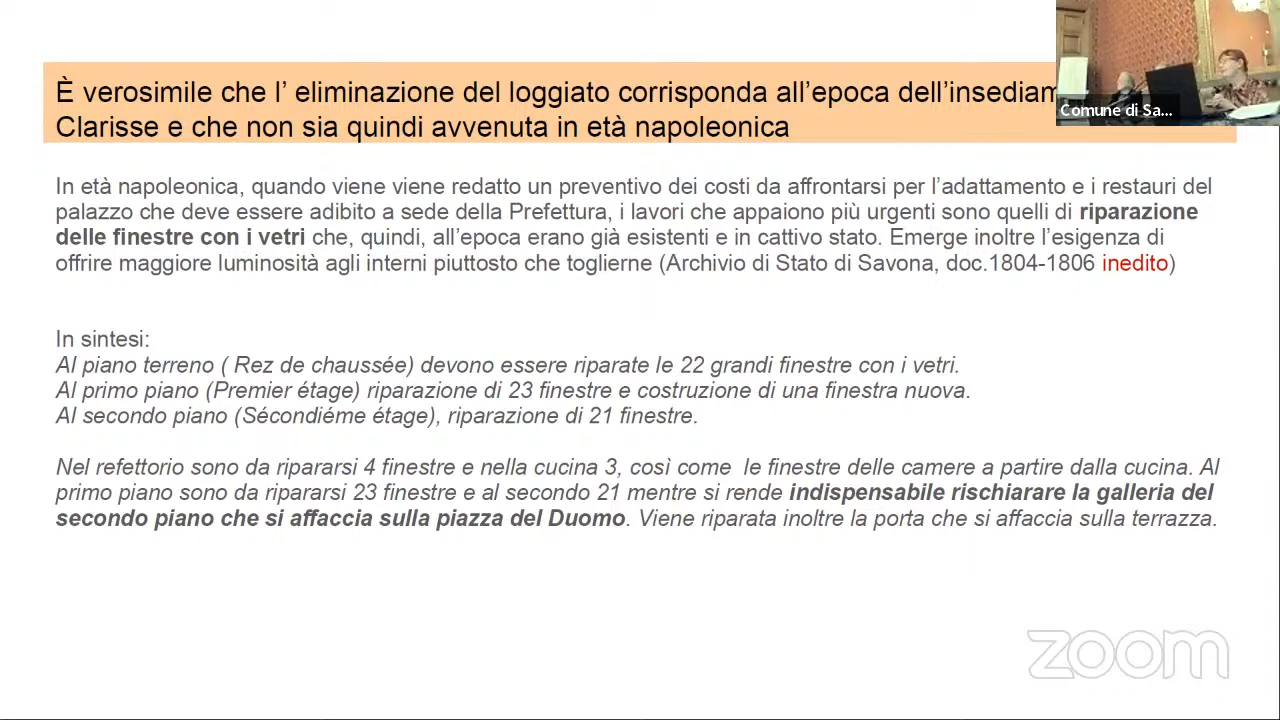 È verosimile che l’ eliminazione del loggiato corrisponda all’epoca dell’insediam
Clarisse e che non sia quindi avvenuta in età napoleonica
Comune di Sa...
In età napoleonica, quando viene viene redatto un preventivo dei costi da affrontarsi per l’adattamento e i restauri del
palazzo che deve essere adibito a sede della Prefettura, i lavori che appaiono più urgenti sono quelli di riparazione
delle finestre con i vetri che, quindi, all’epoca erano già esistenti e in cattivo stato. Emerge inoltre l’esigenza di
offrire maggiore luminosità agli interni piuttosto che toglierne (Archivio di Stato di Savona, doc.1804-1806 inedito)
In sintesi:
Al piano terreno ( Rez de chaussée) devono essere riparate le 22 grandi finestre con i vetri.
Al primo piano (Premier étage) riparazione di 23 finestre e costruzione di una finestra nuova.
Al secondo piano (Sécondiéme étage), riparazione di 21 finestre.
Nel refettorio sono da ripararsi 4 finestre e nella cucina 3, così come le finestre delle camere a partire dalla cucina. Al
primo piano sono da ripararsi 23 finestre e al secondo 21 mentre si rende indispensabile rischiarare la galleria del
secondo piano che si affaccia sulla piazza del Duomo. Viene riparata inoltre la porta che si affaccia sulla terrazza.
zoom